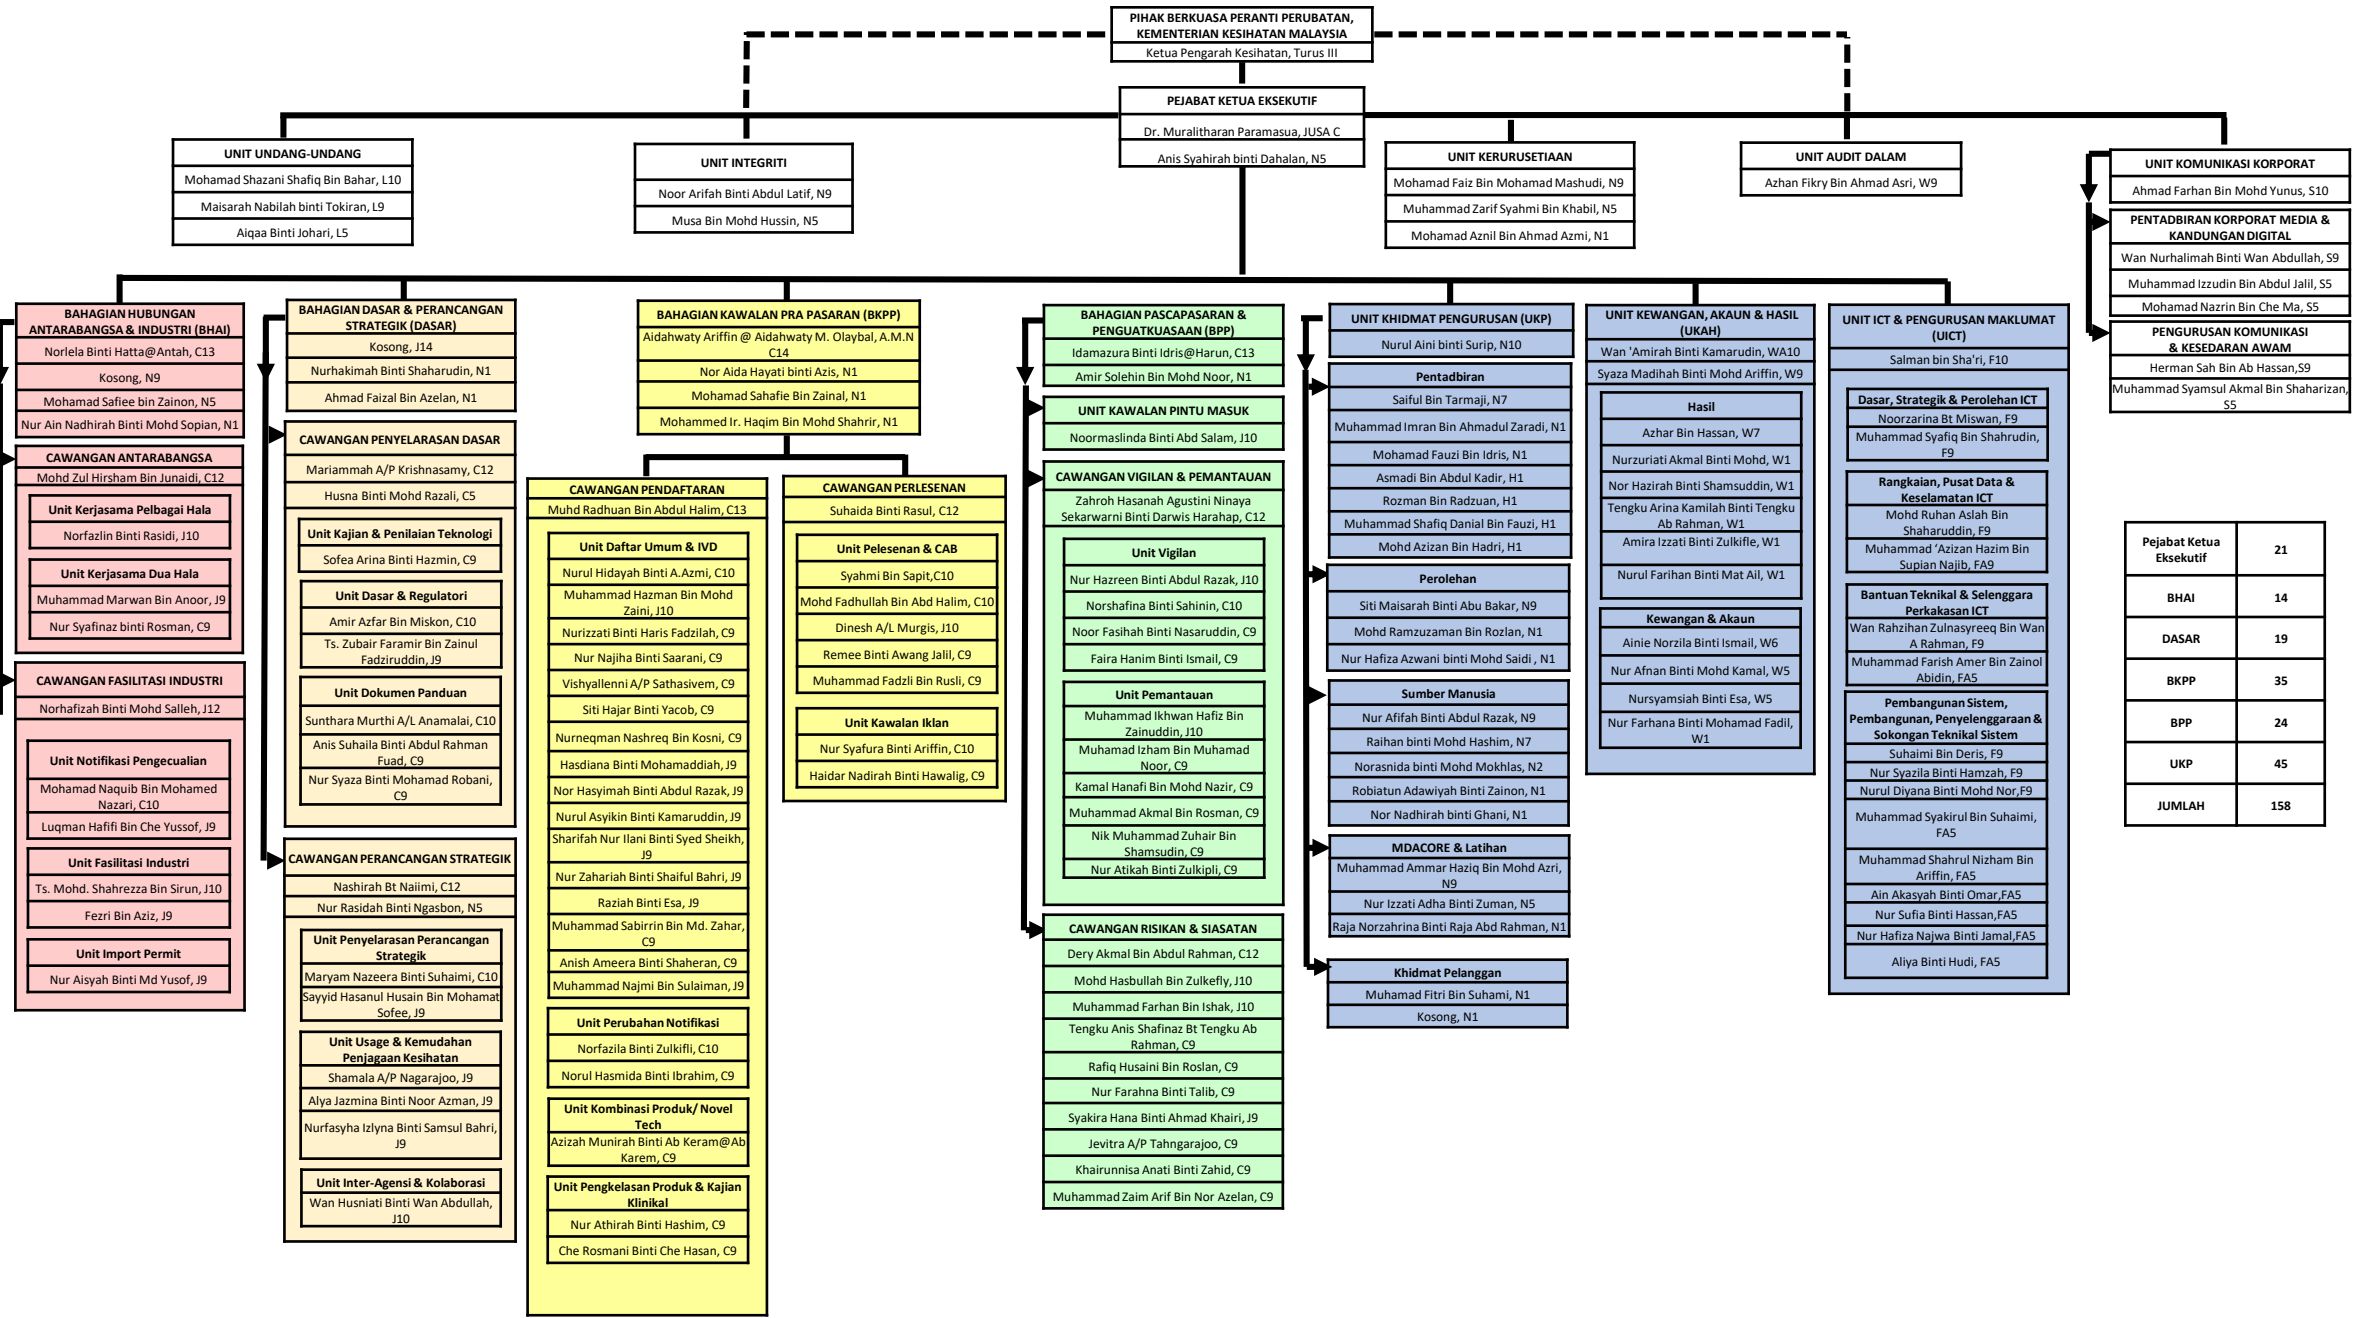 PIHAK BERKUASA PERANTI PERUBATAN,
KEMENTERIAN KESIHATAN MALAYSIA
Ketua Pengarah Kesihatan, Turus III
PEJABAT KETUA EKSEKUTIF
Dr. Muralitharan Paramasua, JUSA C
Anis Syahirah binti Dahalan, N5
UNIT UNDANG-UNDANG
Mohamad Shazani Shafiq Bin Bahar, L10
Maisarah Nabilah binti Tokiran, L9
Aiqaa Binti Johari, L5
UNIT INTEGRITI
Noor Arifah Binti Abdul Latif, N9
Musa Bin Mohd Hussin, N5
UNIT KERURUSETIAAN
Mohamad Faiz Bin Mohamad Mashudi, N9
Muhammad Zarif Syahmi Bin Khabil, N5
Mohamad Aznil Bin Ahmad Azmi, N1
UNIT AUDIT DALAM
Azhan Fikry Bin Ahmad Asri, W9
UNIT KOMUNIKASI KORPORAT
Ahmad Farhan Bin Mohd Yunus, S10
PENTADBIRAN KORPORAT MEDIA &
KANDUNGAN DIGITAL
Wan Nurhalimah Binti Wan Abdullah, S9
Muhammad Izzudin Bin Abdul Jalil, S5
Mohamad Nazrin Bin Che Ma, S5
PENGURUSAN KOMUNIKASI
& KESEDARAN AWAM
Herman Sah Bin Ab Hassan,S9
Muhammad Syamsul Akmal Bin Shaharizan,
S5
BAHAGIAN HUBUNGAN
ANTARABANGSA & INDUSTRI (BHAI)
Norlela Binti Hatta@Antah, C13
Kosong, N9
Mohamad Safiee bin Zainon, N5
Nur Ain Nadhirah Binti Mohd Sopian, N1
CAWANGAN ANTARABANGSA
Mohd Zul Hirsham Bin Junaidi, C12
Unit Kerjasama Pelbagai Hala
Norfazlin Binti Rasidi, J10
Unit Kerjasama Dua Hala
Muhammad Marwan Bin Anoor, J9
Nur Syafinaz binti Rosman, C9
CAWANGAN FASILITASI INDUSTRI
Norhafizah Binti Mohd Salleh, J12
Unit Notifikasi Pengecualian
Mohamad Naquib Bin Mohamed
Nazari, C10
Luqman Hafifi Bin Che Yussof, J9
Unit Fasilitasi Industri
Ts. Mohd. Shahrezza Bin Sirun, J10
Fezri Bin Aziz, J9
Unit Import Permit
Nur Aisyah Binti Md Yusof, J9
BAHAGIAN DASAR & PERANCANGAN
STRATEGIK (DASAR)
Kosong, J14
Nurhakimah Binti Shaharudin, N1
Ahmad Faizal Bin Azelan, N1
CAWANGAN PENYELARASAN DASAR
Mariammah A/P Krishnasamy, C12
Husna Binti Mohd Razali, C5
Unit Kajian & Penilaian Teknologi
Sofea Arina Binti Hazmin, C9
Unit Dasar & Regulatori
Amir Azfar Bin Miskon, C10
Ts. Zubair Faramir Bin Zainul
Fadziruddin, J9
Unit Dokumen Panduan
Sunthara Murthi A/L Anamalai, C10
Anis Suhaila Binti Abdul Rahman
Fuad, C9
Nur Syaza Binti Mohamad Robani,
C9
CAWANGAN PERANCANGAN STRATEGIK
Nashirah Bt Naiimi, C12
Nur Rasidah Binti Ngasbon, N5
Unit Penyelarasan Perancangan
Strategik
Maryam Nazeera Binti Suhaimi, C10
Sayyid Hasanul Husain Bin Mohamat
Sofee, J9
Unit Usage & Kemudahan
Penjagaan Kesihatan
Shamala A/P Nagarajoo, J9
Alya Jazmina Binti Noor Azman, J9
Nurfasyha Izlyna Binti Samsul Bahri,
J9
Unit Inter-Agensi & Kolaborasi
Wan Husniati Binti Wan Abdullah,
J10
BAHAGIAN KAWALAN PRA PASARAN (BKPP)
Aidahwaty Ariffin @ Aidahwaty M. Olaybal, A.M.N
C14
Nor Aida Hayati binti Azis, N1
Mohamad Sahafie Bin Zainal, N1
Mohammed Ir. Haqim Bin Mohd Shahrir, N1
CAWANGAN PENDAFTARAN
Muhd Radhuan Bin Abdul Halim, C13
Unit Daftar Umum & IVD
Nurul Hidayah Binti A.Azmi, C10
Muhammad Hazman Bin Mohd
Zaini, J10
Nurizzati Binti Haris Fadzilah, C9
Nur Najiha Binti Saarani, C9
Vishyallenni A/P Sathasivem, C9
Siti Hajar Binti Yacob, C9
Nurneqman Nashreq Bin Kosni, C9
Hasdiana Binti Mohamaddiah, J9
Nor Hasyimah Binti Abdul Razak, J9
Nurul Asyikin Binti Kamaruddin, J9
Sharifah Nur Ilani Binti Syed Sheikh,
J9
Nur Zahariah Binti Shaiful Bahri, J9
Raziah Binti Esa, J9
Muhammad Sabirrin Bin Md. Zahar,
C9
Anish Ameera Binti Shaheran, C9
Muhammad Najmi Bin Sulaiman, J9
Unit Perubahan Notifikasi
Norfazila Binti Zulkifli, C10
Norul Hasmida Binti Ibrahim, C9
Unit Kombinasi Produk/ Novel
Tech
Azizah Munirah Binti Ab Keram@Ab
Karem, C9
Unit Pengkelasan Produk & Kajian
Klinikal
Nur Athirah Binti Hashim, C9
Che Rosmani Binti Che Hasan, C9
CAWANGAN PERLESENAN
Suhaida Binti Rasul, C12
Unit Pelesenan & CAB
Syahmi Bin Sapit,C10
Mohd Fadhullah Bin Abd Halim, C10
Dinesh A/L Murgis, J10
Remee Binti Awang Jalil, C9
Muhammad Fadzli Bin Rusli, C9
Unit Kawalan Iklan
Nur Syafura Binti Ariffin, C10
Haidar Nadirah Binti Hawalig, C9
BAHAGIAN PASCAPASARAN &
PENGUATKUASAAN (BPP)
Idamazura Binti Idris@Harun, C13
Amir Solehin Bin Mohd Noor, N1
UNIT KAWALAN PINTU MASUK
Noormaslinda Binti Abd Salam, J10
CAWANGAN VIGILAN & PEMANTAUAN
Zahroh Hasanah Agustini Ninaya
Sekarwarni Binti Darwis Harahap, C12
Unit Vigilan
Nur Hazreen Binti Abdul Razak, J10
Norshafina Binti Sahinin, C10
Noor Fasihah Binti Nasaruddin, C9
Faira Hanim Binti Ismail, C9
Unit Pemantauan
Muhammad Ikhwan Hafiz Bin
Zainuddin, J10
Muhamad Izham Bin Muhamad
Noor, C9
Kamal Hanafi Bin Mohd Nazir, C9
Muhammad Akmal Bin Rosman, C9
Nik Muhammad Zuhair Bin
Shamsudin, C9
Nur Atikah Binti Zulkipli, C9
CAWANGAN RISIKAN & SIASATAN
Dery Akmal Bin Abdul Rahman, C12
Mohd Hasbullah Bin Zulkefly, J10
Muhammad Farhan Bin Ishak, J10
Tengku Anis Shafinaz Bt Tengku Ab
Rahman, C9
Rafiq Husaini Bin Roslan, C9
Nur Farahna Binti Talib, C9
Syakira Hana Binti Ahmad Khairi, J9
Jevitra A/P Tahngarajoo, C9
Khairunnisa Anati Binti Zahid, C9
Muhammad Zaim Arif Bin Nor Azelan, C9
UNIT KHIDMAT PENGURUSAN (UKP)
Nurul Aini binti Surip, N10
Pentadbiran
Saiful Bin Tarmaji, N7
Muhammad Imran Bin Ahmadul Zaradi, N1
Mohamad Fauzi Bin Idris, N1
Asmadi Bin Abdul Kadir, H1
Rozman Bin Radzuan, H1
Muhammad Shafiq Danial Bin Fauzi, H1
Mohd Azizan Bin Hadri, H1
Perolehan
Siti Maisarah Binti Abu Bakar, N9
Mohd Ramzuzaman Bin Rozlan, N1
Nur Hafiza Azwani binti Mohd Saidi , N1
Sumber Manusia
Nur Afifah Binti Abdul Razak, N9
Raihan binti Mohd Hashim, N7
Norasnida binti Mohd Mokhlas, N2
Robiatun Adawiyah Binti Zainon, N1
Nor Nadhirah binti Ghani, N1
MDACORE & Latihan
Muhammad Ammar Haziq Bin Mohd Azri,
N9
Nur Izzati Adha Binti Zuman, N5
Raja Norzahrina Binti Raja Abd Rahman, N1
Khidmat Pelanggan
Muhamad Fitri Bin Suhami, N1
Kosong, N1
UNIT KEWANGAN, AKAUN & HASIL
(UKAH)
Wan 'Amirah Binti Kamarudin, WA10
Syaza Madihah Binti Mohd Ariffin, W9
Hasil
Azhar Bin Hassan, W7
Nurzuriati Akmal Binti Mohd, W1
Nor Hazirah Binti Shamsuddin, W1
Tengku Arina Kamilah Binti Tengku
Ab Rahman, W1
Amira Izzati Binti Zulkifle, W1
Nurul Farihan Binti Mat Ail, W1
Kewangan & Akaun
Ainie Norzila Binti Ismail, W6
Nur Afnan Binti Mohd Kamal, W5
Nursyamsiah Binti Esa, W5
Nur Farhana Binti Mohamad Fadil,
W1
UNIT ICT & PENGURUSAN MAKLUMAT
(UICT)
Salman bin Sha'ri, F10
Dasar, Strategik & Perolehan ICT
Noorzarina Bt Miswan, F9
Muhammad Syafiq Bin Shahrudin,
F9
Rangkaian, Pusat Data &
Keselamatan ICT
Mohd Ruhan Aslah Bin
Shaharuddin, F9
Muhammad ‘Azizan Hazim Bin
Supian Najib, FA9
Bantuan Teknikal & Selenggara
Perkakasan ICT
Wan Rahzihan Zulnasyreeq Bin Wan
A Rahman, F9
Muhammad Farish Amer Bin Zainol
Abidin, FA5
Pembangunan Sistem,
Pembangunan, Penyelenggaraan &
Sokongan Teknikal Sistem
Suhaimi Bin Deris, F9
Nur Syazila Binti Hamzah, F9
Nurul Diyana Binti Mohd Nor,F9
Muhammad Syakirul Bin Suhaimi,
FA5
Muhammad Shahrul Nizham Bin
Ariffin, FA5
Ain Akasyah Binti Omar,FA5
Nur Sufia Binti Hassan,FA5
Nur Hafiza Najwa Binti Jamal,FA5
Aliya Binti Hudi, FA5
Pejabat Ketua
Eksekutif 21
BHAI 14
DASAR 19
BKPP 35
BPP 24
UKP 45
JUMLAH 158